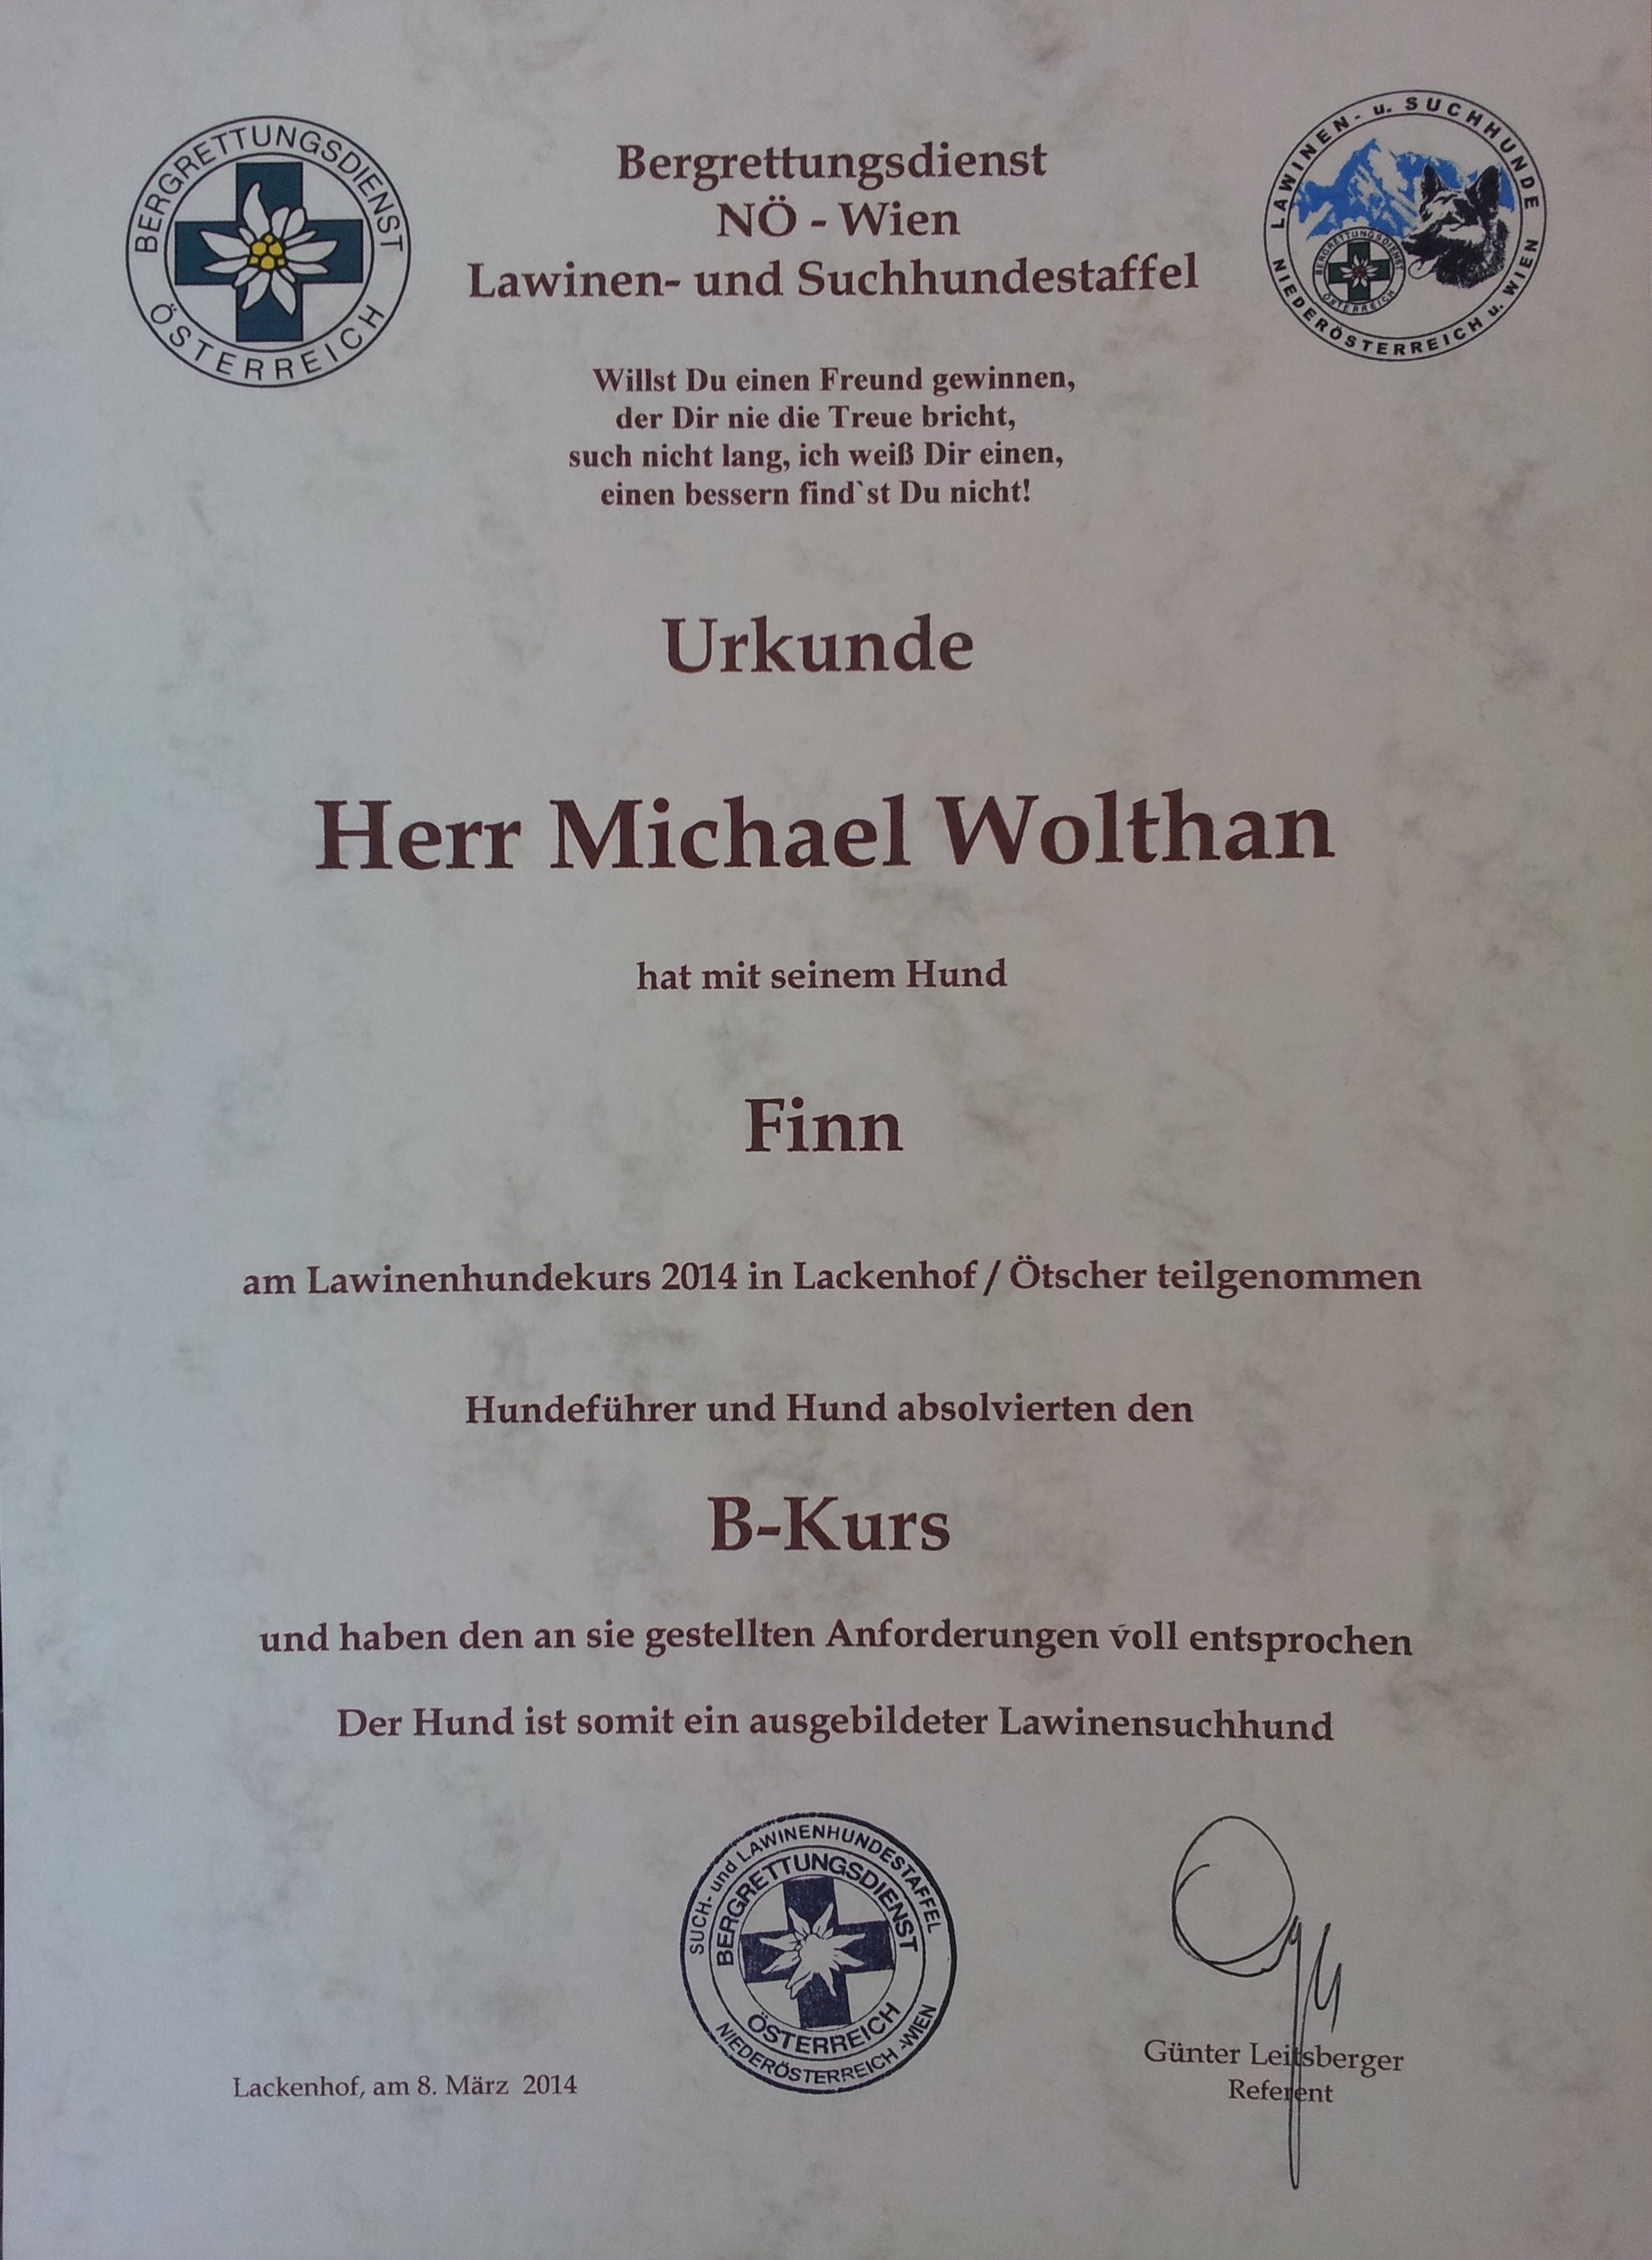 BERGRETTUNGSDIENST
ÖSTERREICH
Bergrettungsdienst
NÖ - Wien
Lawinen- und Suchhundestaffel
LAWINEN- u. SUCHHUNDE
NIEDERÖSTERREICH u. WIEN
BERGRETTUNGSDIENST
ÖSTERREICH
Willst Du einen Freund gewinnen,
der Dir nie die Treue bricht,
such nicht lang, ich weiß Dir einen,
einen bessern find`st Du nicht!
Urkunde
Herr Michael Wolthan
hat mit seinem Hund
Finn
am Lawinenhundekurs 2014 in Lackenhof / Ötscher teilgenommen
Hundeführer und Hund absolvierten den
B-Kurs
und haben den an sie gestellten Anforderungen voll entsprochen
Der Hund ist somit ein ausgebildeter Lawinensuchhund
SUCH- und LAWINENHUNDESTAFFEL
BERGRETTUNGSDIENST
ÖSTERREICH
NIEDERÖSTERREICH -WIEN
Lackenhof, am 8. März 2014
Günter Leitsberger
Referent